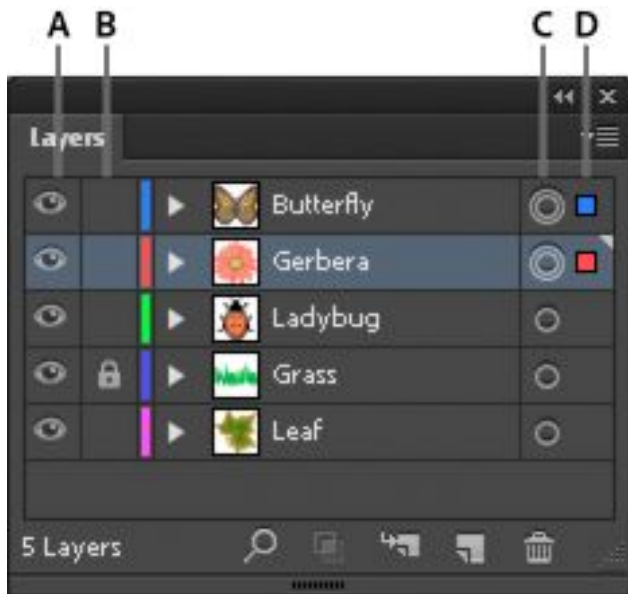 A B C D
Layers
Butterfly
Gerbera
Ladybug
Grass
Leaf
5 Layers